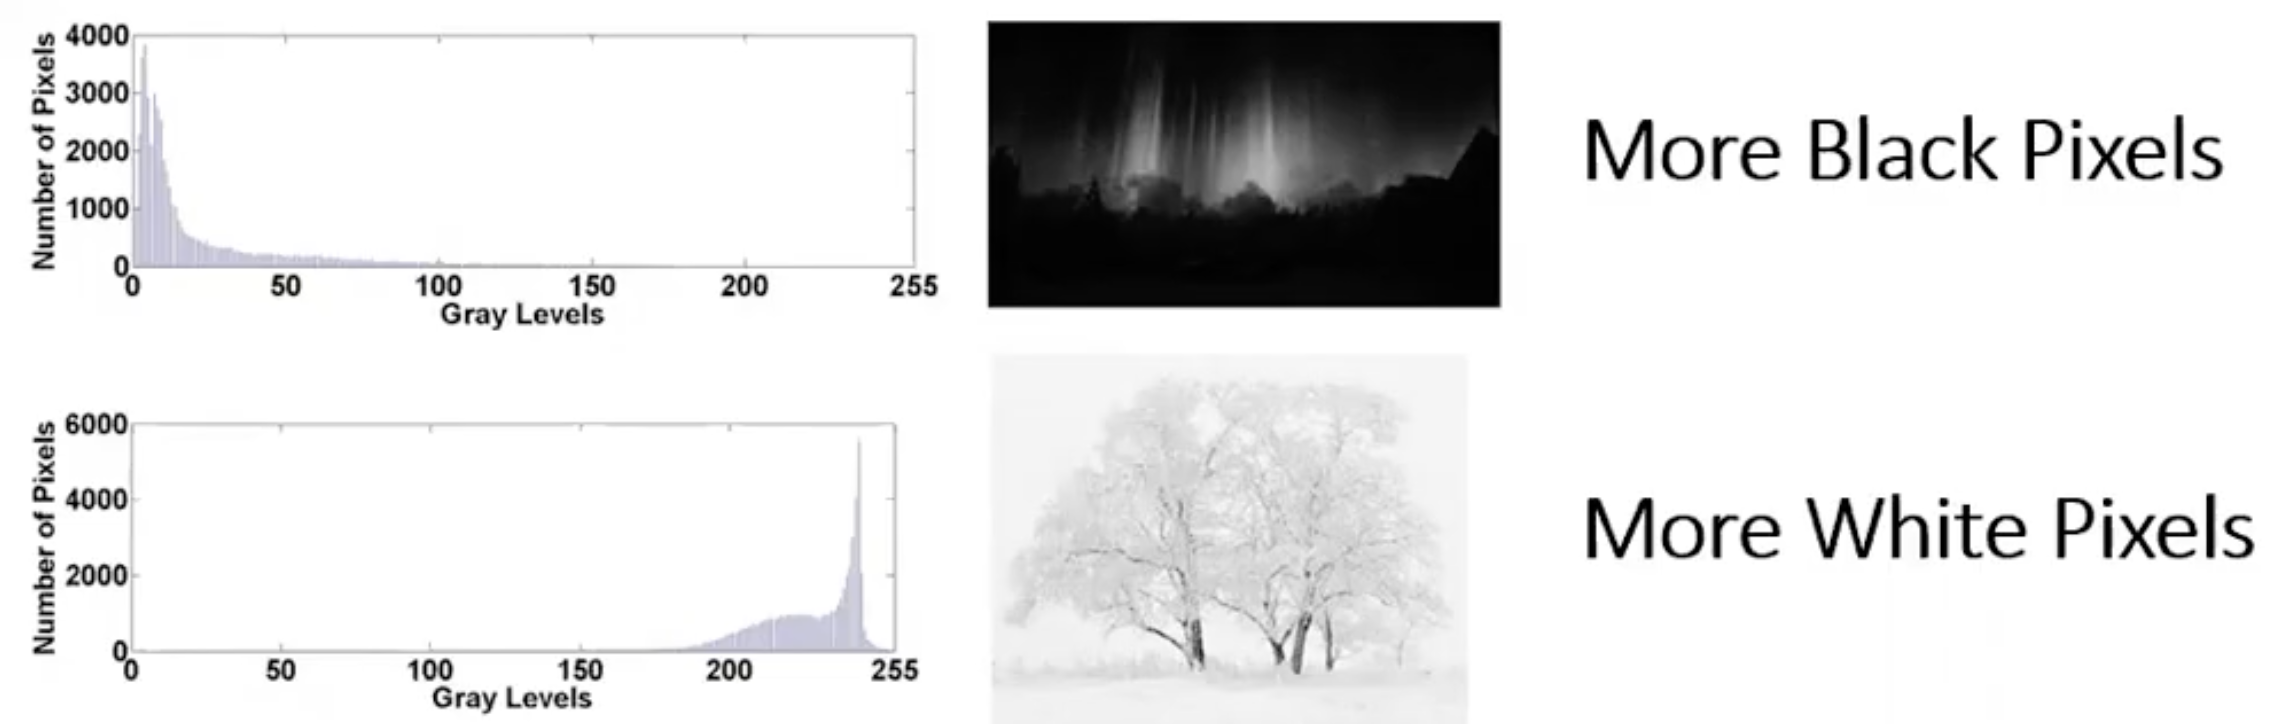 4000
3000
2000
1000
0
Number of Pixels
0 50 100 150 200 255
Gray Levels
More Black Pixels
6000
4000
2000
0
Number of Pixels
0 50 100 150 200 255
Gray Levels
More White Pixels